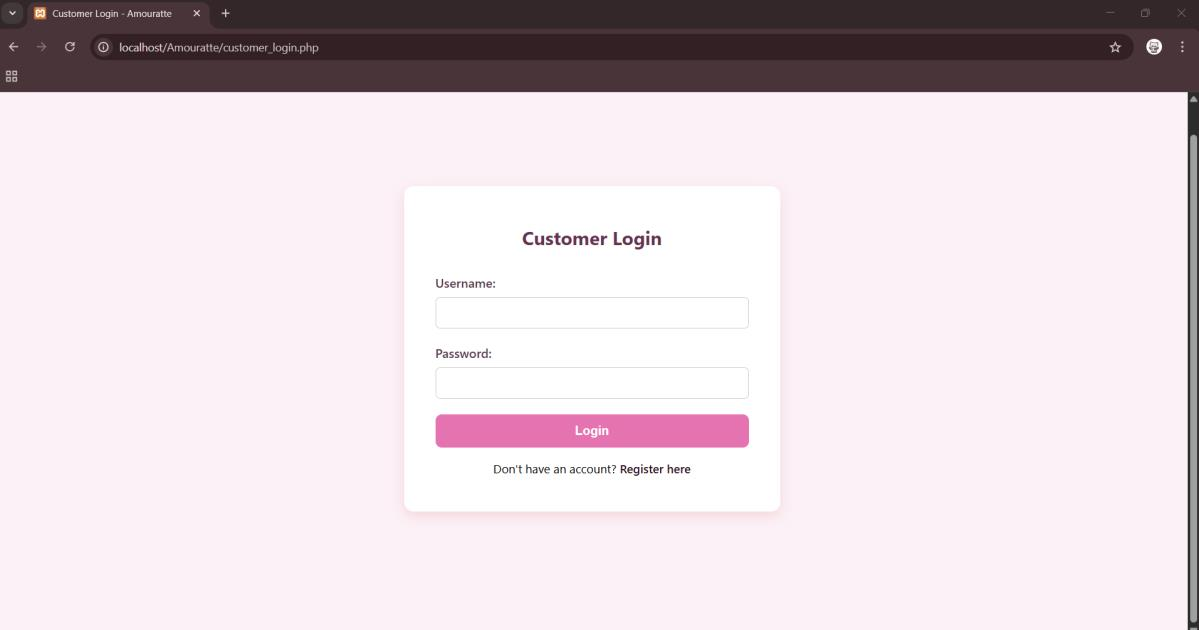 Customer Login - Amouratte
localhost/Amouratte/customer_login.php
Customer Login
Username:
Password:
Login
Don't have an account? Register here